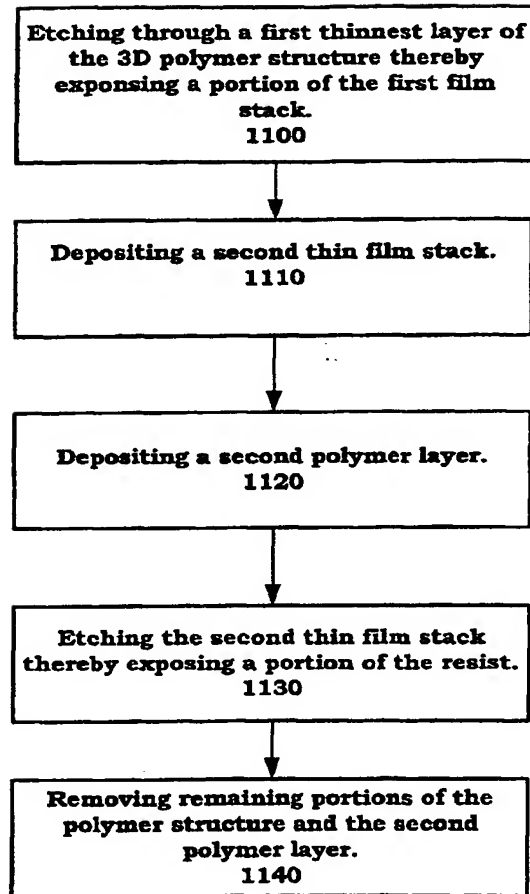 Etching through a first thinnest layer of
the 3D polymer structure thereby
exponsing a portion of the first film
stack.
1100
Depositing a second thin film stack.
1110
Depositing a second polymer layer.
1120
Etching the second thin film stack
thereby exposing a portion of the resist.
1130
Removing remaining portions of the
polymer structure and the second
polymer layer.
1140